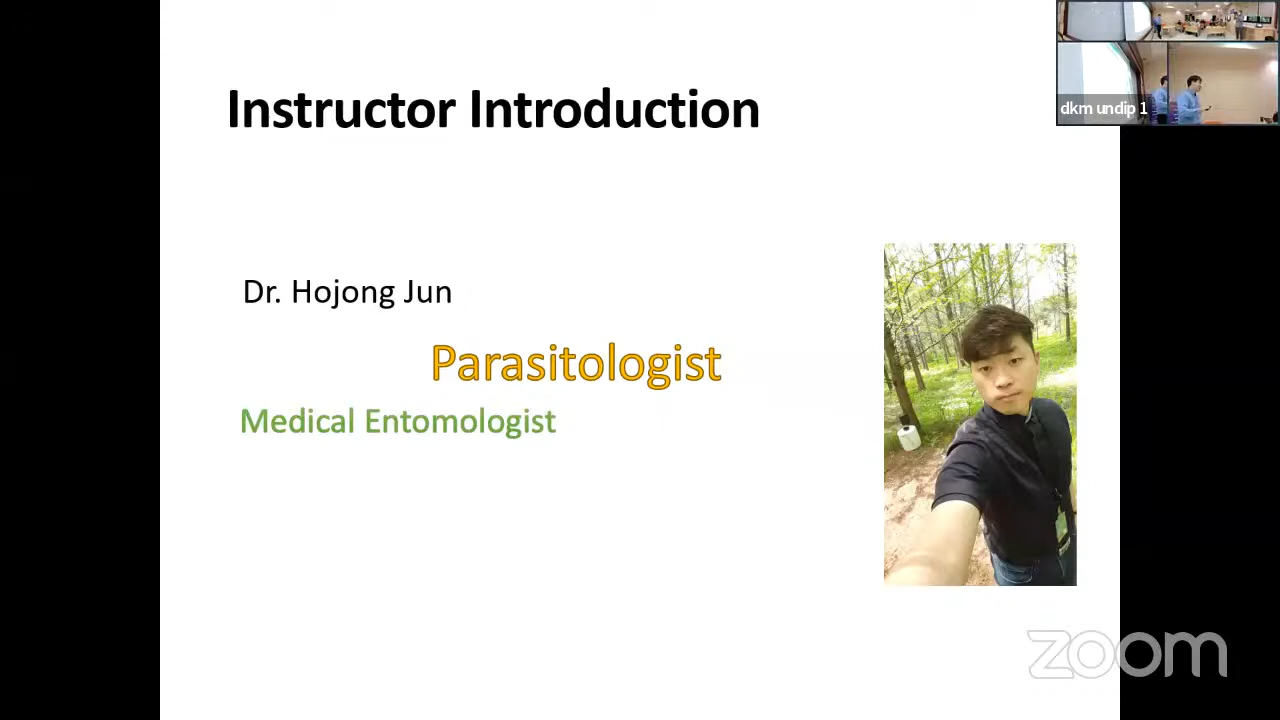 Instructor Introduction
dkm undip 1
Dr. Hojong Jun
Parasitologist
Medical Entomologist
zoom